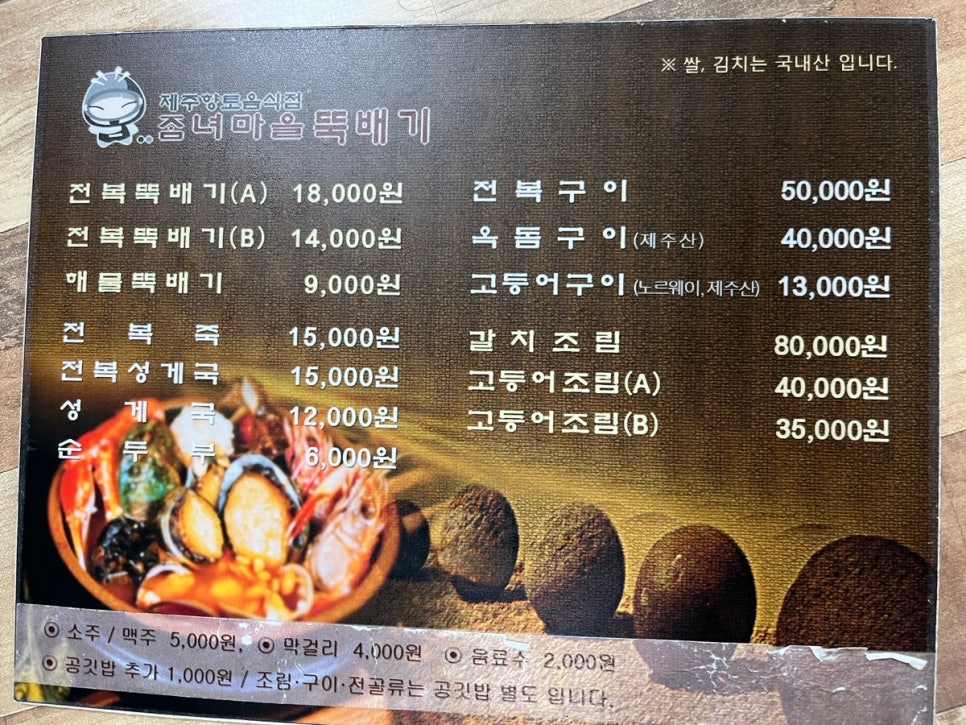 ※ 쌀, 김치는 국내산 입니다.
제주향토음식점
좀녀마을뚝배기
전복뚝배기(A) 18,000원
전복뚝배기(B) 14,000원
해물뚝배기 9,000원
전복죽 15,000원
전복성게국 15,000원
성게국 12,000원
순두부 6,000원
전복구이 50,000원
옥돔구이(제주산) 40,000원
고등어구이(노르웨이, 제주산) 13,000원
갈치조림 80,000원
고등어조림(A) 40,000원
고등어조림(B) 35,000원
◉ 소주 / 맥주 5,000원, ◉ 막걸리 4,000원 ◉ 음료수 2,000원
◉ 공깃밥 추가 1,000원 / 조림·구이·전골류는 공깃밥 별도 입니다.